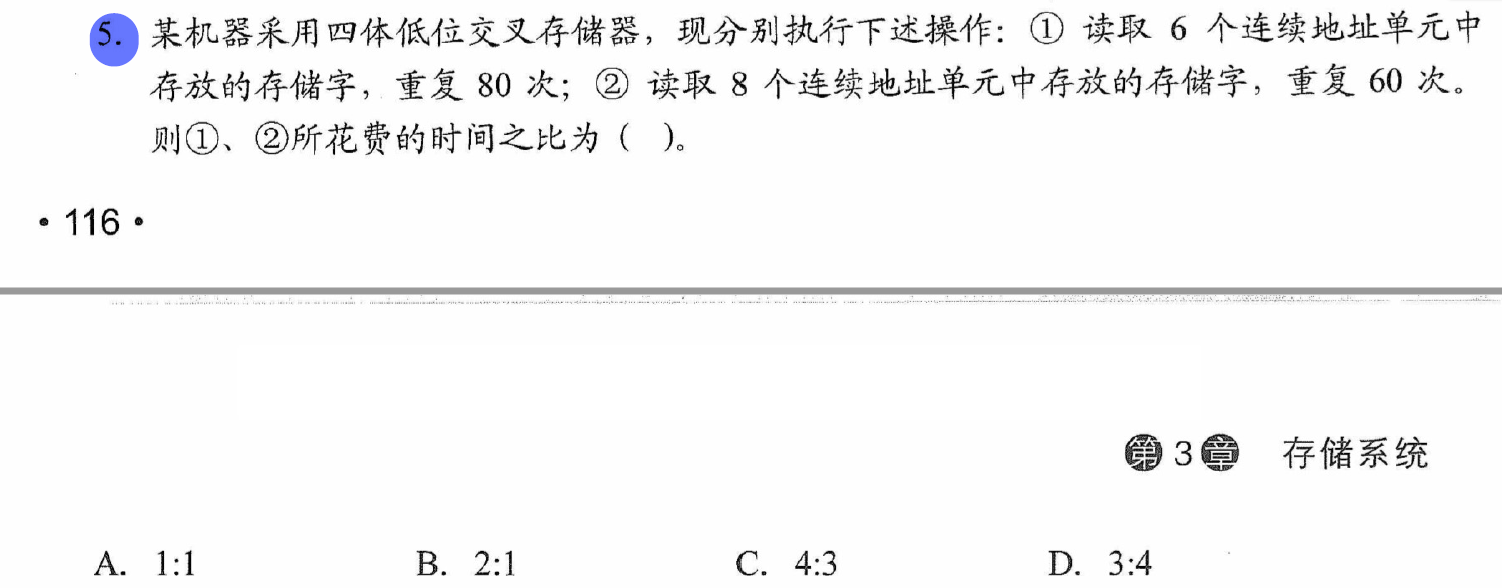 5. 某机器采用四体低位交叉存储器，现分别执行下述操作：① 读取 6 个连续地址单元中
存放的存储字，重复 80 次；② 读取 8 个连续地址单元中存放的存储字，重复 60 次。
则①、②所花费的时间之比为（ ）。
• 116 •
第 3 章 存储系统
A. 1:1 B. 2:1 C. 4:3 D. 3:4